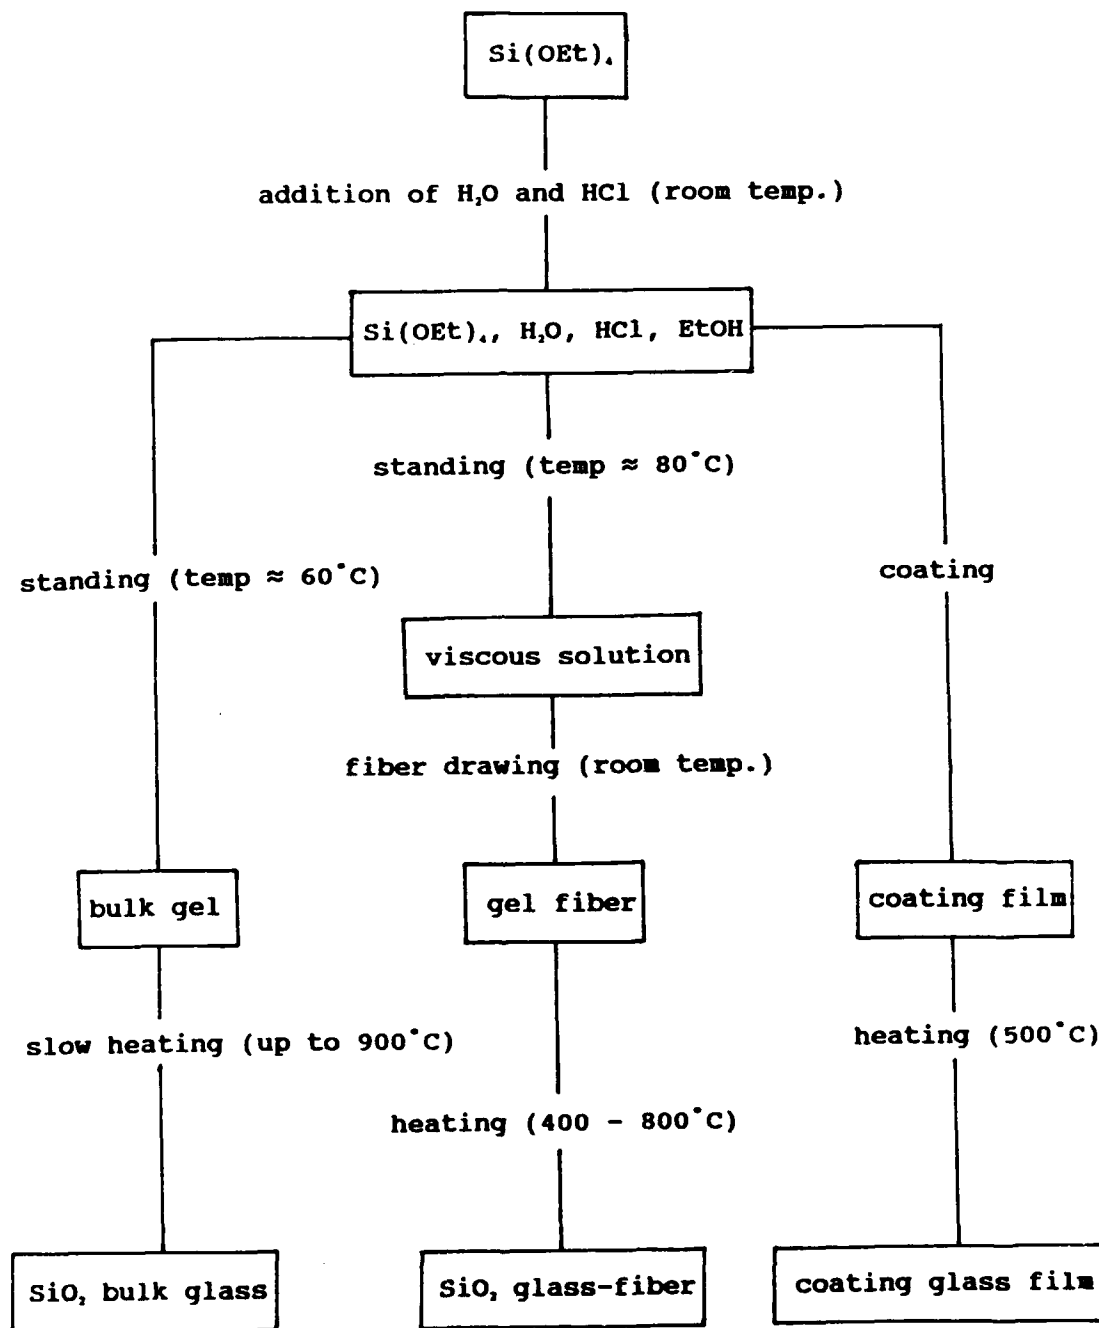 Si(OEt)₄
addition of H₂O and HCl (room temp.)
Si(OEt)₄, H₂O, HCl, EtOH
standing (temp ≈ 80°C)
standing (temp ≈ 60°C)
coating
viscous solution
fiber drawing (room temp.)
bulk gel
gel fiber
coating film
slow heating (up to 900°C)
heating (500°C)
heating (400 - 800°C)
SiO₂ bulk glass
SiO₂ glass-fiber
coating glass film